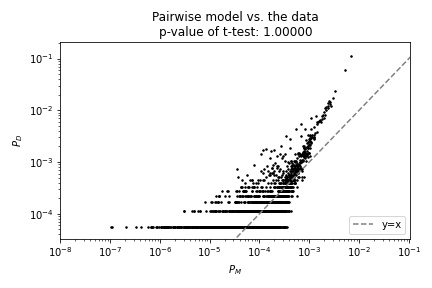 Pairwise model vs. the data
p-value of t-test: 1.00000
P_D
10⁻¹
10⁻²
10⁻³
10⁻⁴
y=x
10⁻⁸ 10⁻⁷ 10⁻⁶ 10⁻⁵ 10⁻⁴ 10⁻³ 10⁻² 10⁻¹
P_M